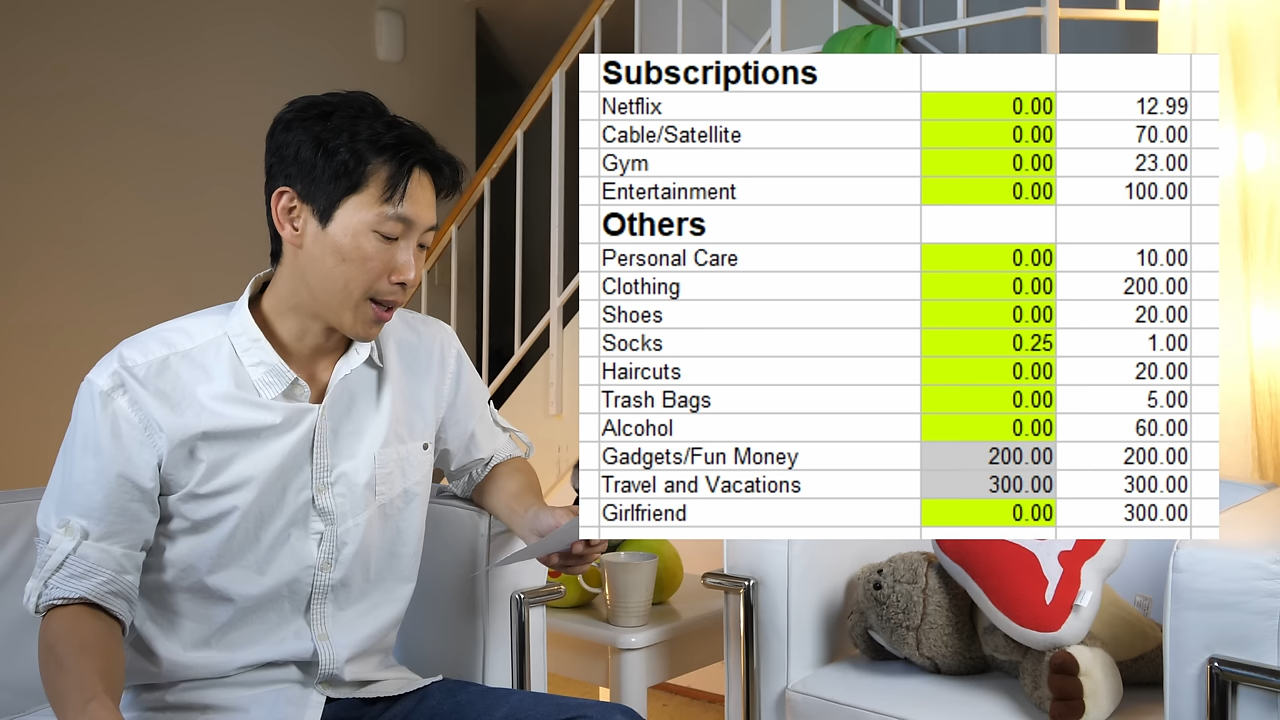 Subscriptions
Netflix 0.00 12.99
Cable/Satellite 0.00 70.00
Gym 0.00 23.00
Entertainment 0.00 100.00
Others
Personal Care 0.00 10.00
Clothing 0.00 200.00
Shoes 0.00 20.00
Socks 0.25 1.00
Haircuts 0.00 20.00
Trash Bags 0.00 5.00
Alcohol 0.00 60.00
Gadgets/Fun Money 200.00 200.00
Travel and Vacations 300.00 300.00
Girlfriend 0.00 300.00